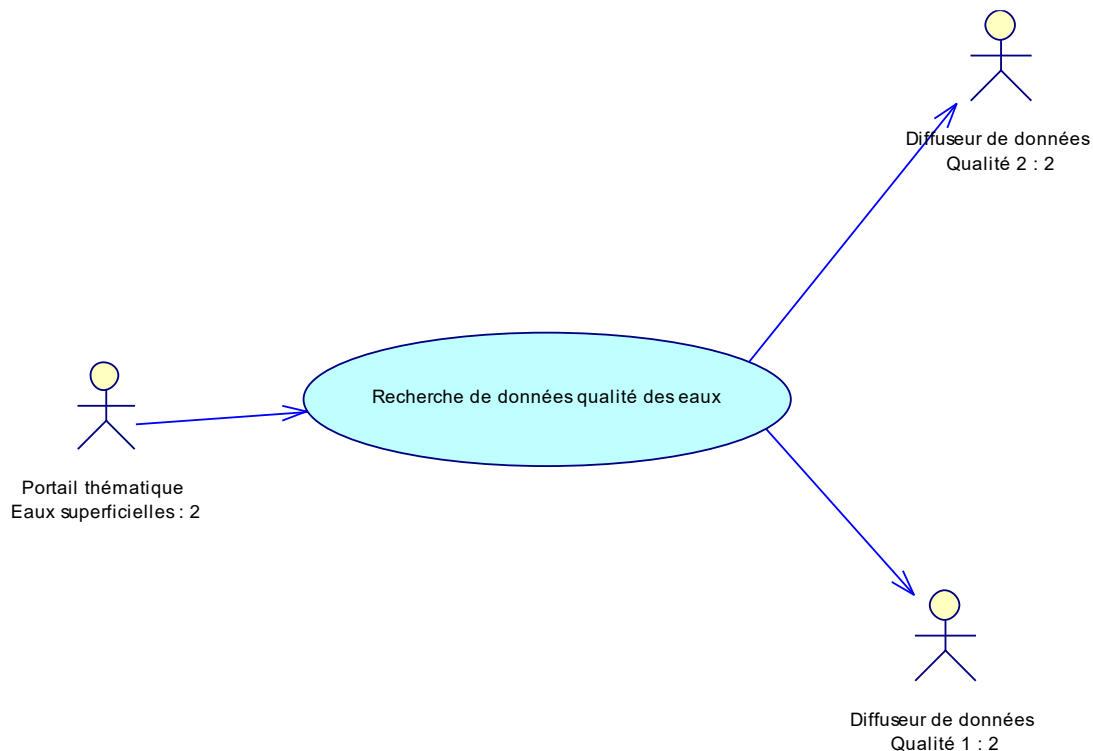 Diffuseur de données
Qualité 2 : 2
Recherche de données qualité des eaux
Portail thématique
Eaux superficielles : 2
Diffuseur de données
Qualité 1 : 2